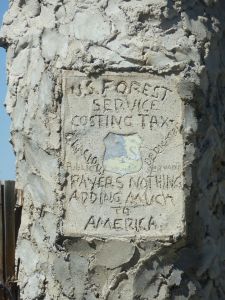 U.S. FOREST
SERVICE
COSTING TAX-
PAYERS NOTHING
ADDING MUCH
TO
AMERICA